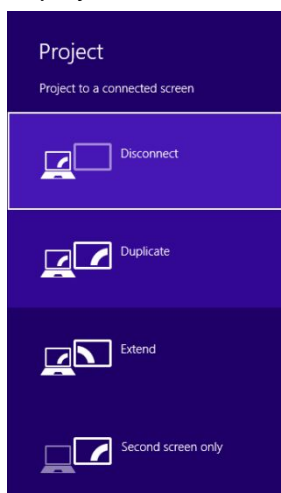 Project
Project to a connected screen
Disconnect
Duplicate
Extend
Second screen only